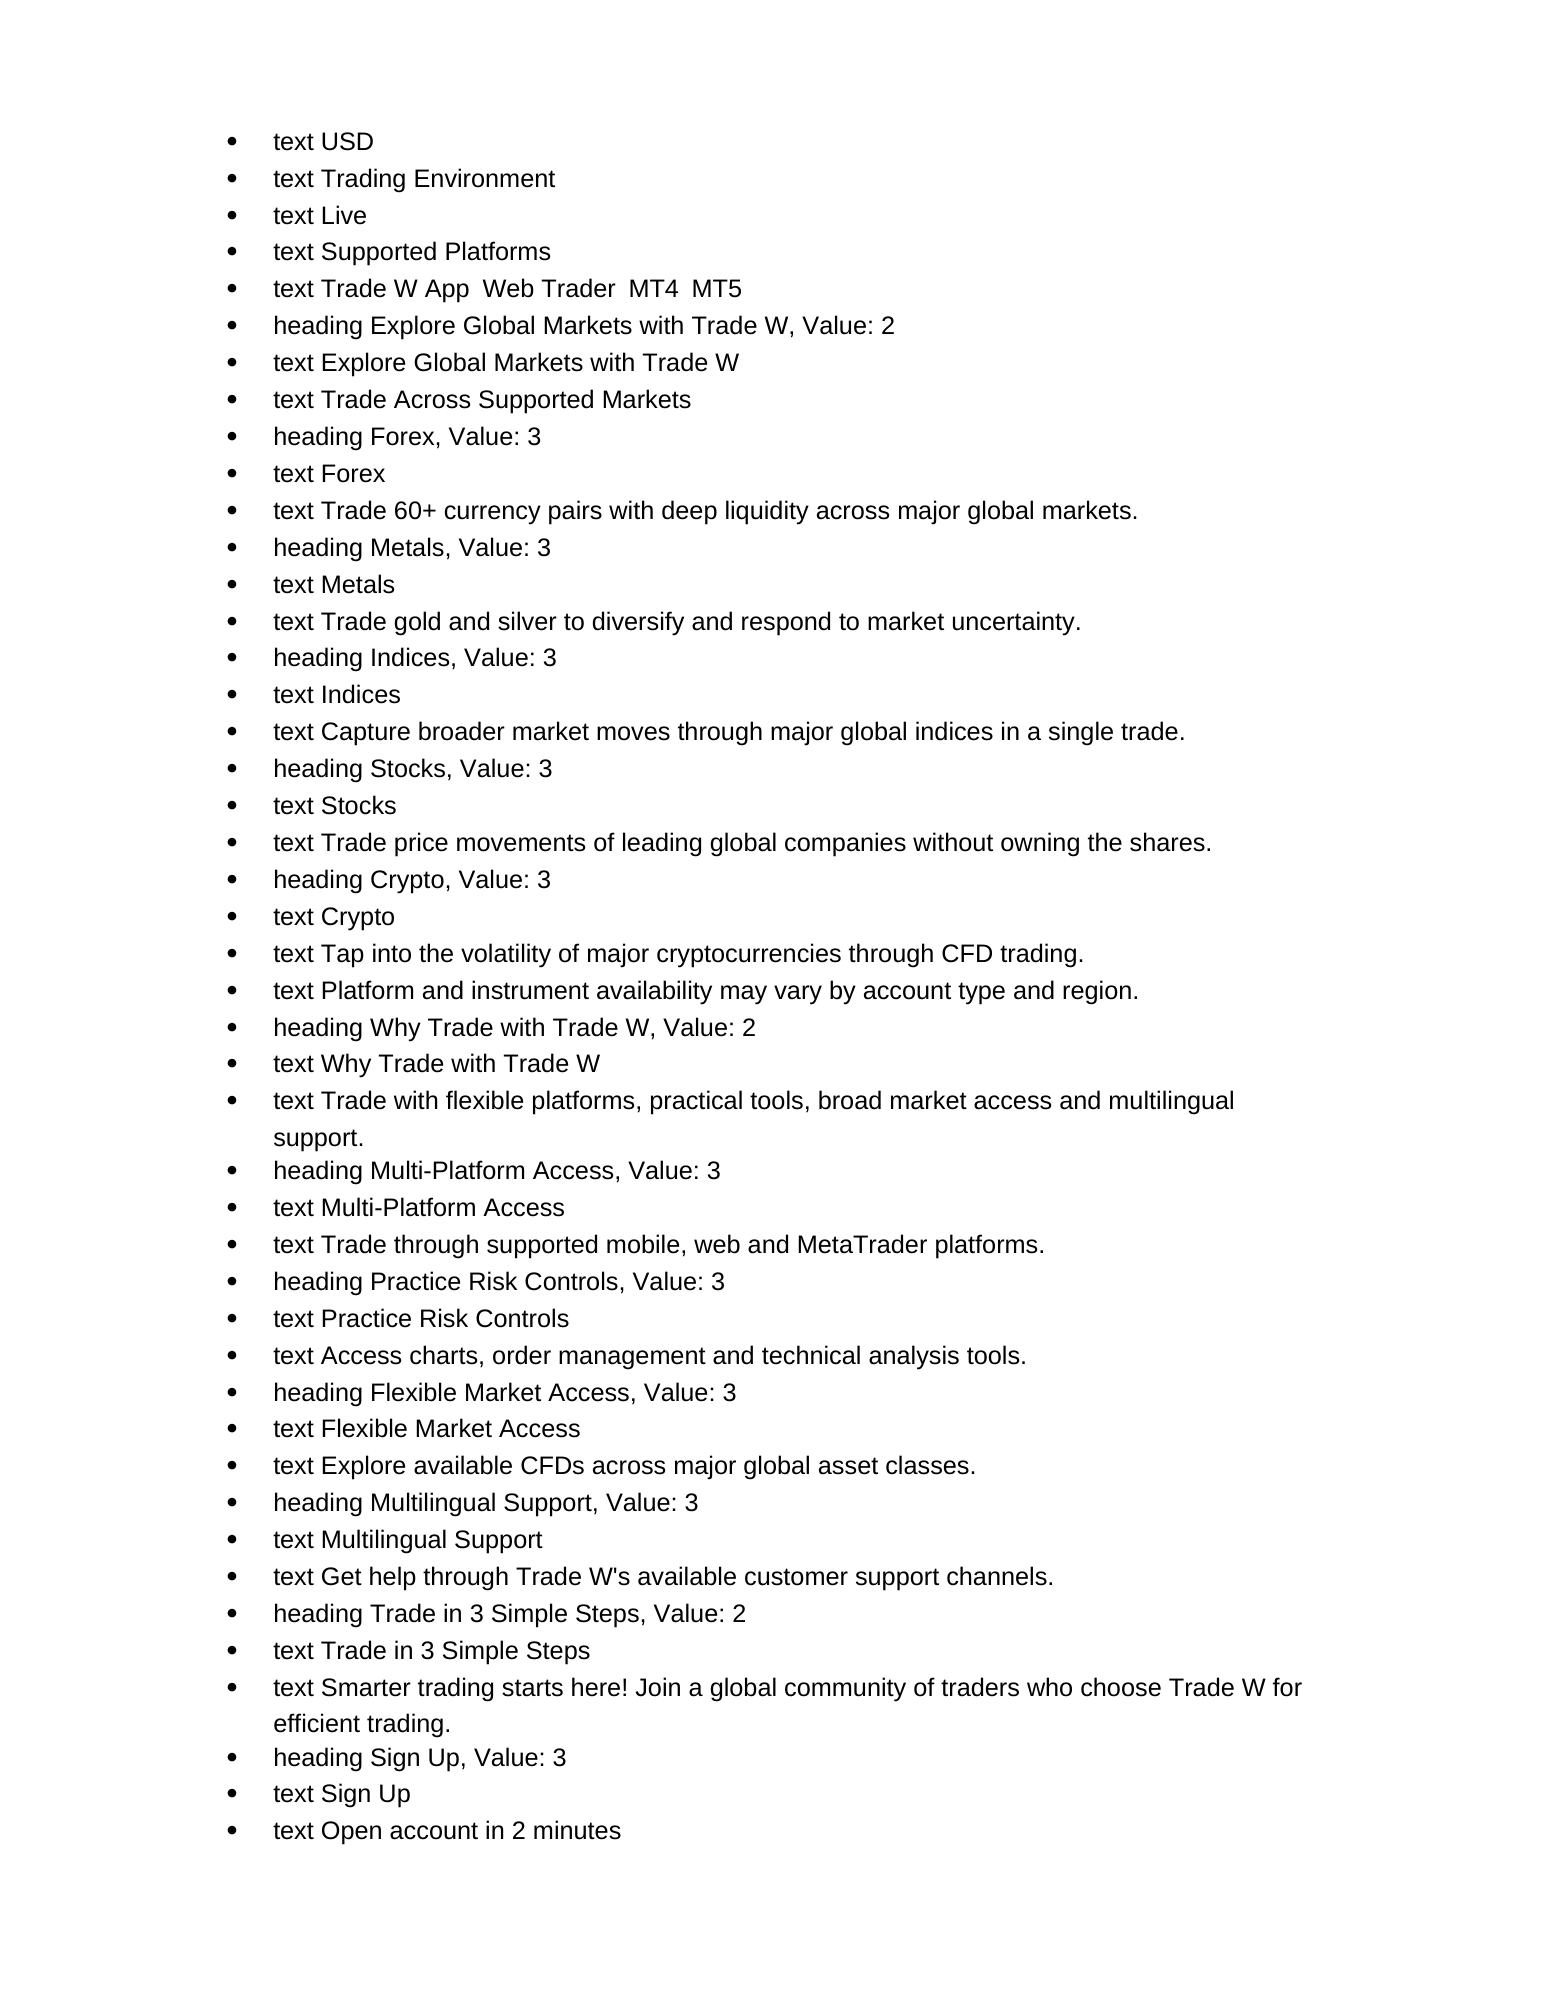 • text USD
• text Trading Environment
• text Live
• text Supported Platforms
• text Trade W App  Web Trader  MT4  MT5
• heading Explore Global Markets with Trade W, Value: 2
• text Explore Global Markets with Trade W
• text Trade Across Supported Markets
• heading Forex, Value: 3
• text Forex
• text Trade 60+ currency pairs with deep liquidity across major global markets.
• heading Metals, Value: 3
• text Metals
• text Trade gold and silver to diversify and respond to market uncertainty.
• heading Indices, Value: 3
• text Indices
• text Capture broader market moves through major global indices in a single trade.
• heading Stocks, Value: 3
• text Stocks
• text Trade price movements of leading global companies without owning the shares.
• heading Crypto, Value: 3
• text Crypto
• text Tap into the volatility of major cryptocurrencies through CFD trading.
• text Platform and instrument availability may vary by account type and region.
• heading Why Trade with Trade W, Value: 2
• text Why Trade with Trade W
• text Trade with flexible platforms, practical tools, broad market access and multilingual
support.
• heading Multi-Platform Access, Value: 3
• text Multi-Platform Access
• text Trade through supported mobile, web and MetaTrader platforms.
• heading Practice Risk Controls, Value: 3
• text Practice Risk Controls
• text Access charts, order management and technical analysis tools.
• heading Flexible Market Access, Value: 3
• text Flexible Market Access
• text Explore available CFDs across major global asset classes.
• heading Multilingual Support, Value: 3
• text Multilingual Support
• text Get help through Trade W's available customer support channels.
• heading Trade in 3 Simple Steps, Value: 2
• text Trade in 3 Simple Steps
• text Smarter trading starts here! Join a global community of traders who choose Trade W for
efficient trading.
• heading Sign Up, Value: 3
• text Sign Up
• text Open account in 2 minutes